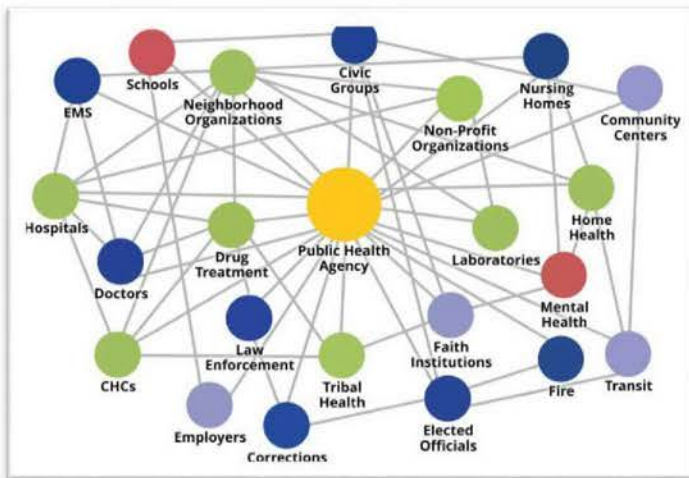 Schools
EMS
Neighborhood
Organizations
Civic
Groups
Non-Profit
Organizations
Nursing
Homes
Community
Centers
Hospitals
Doctors
Drug
Treatment
Public Health
Agency
Laboratories
Home
Health
Mental
Health
Law
Enforcement
Faith
Institutions
CHCs
Tribal
Health
Fire
Transit
Employers
Corrections
Elected
Officials